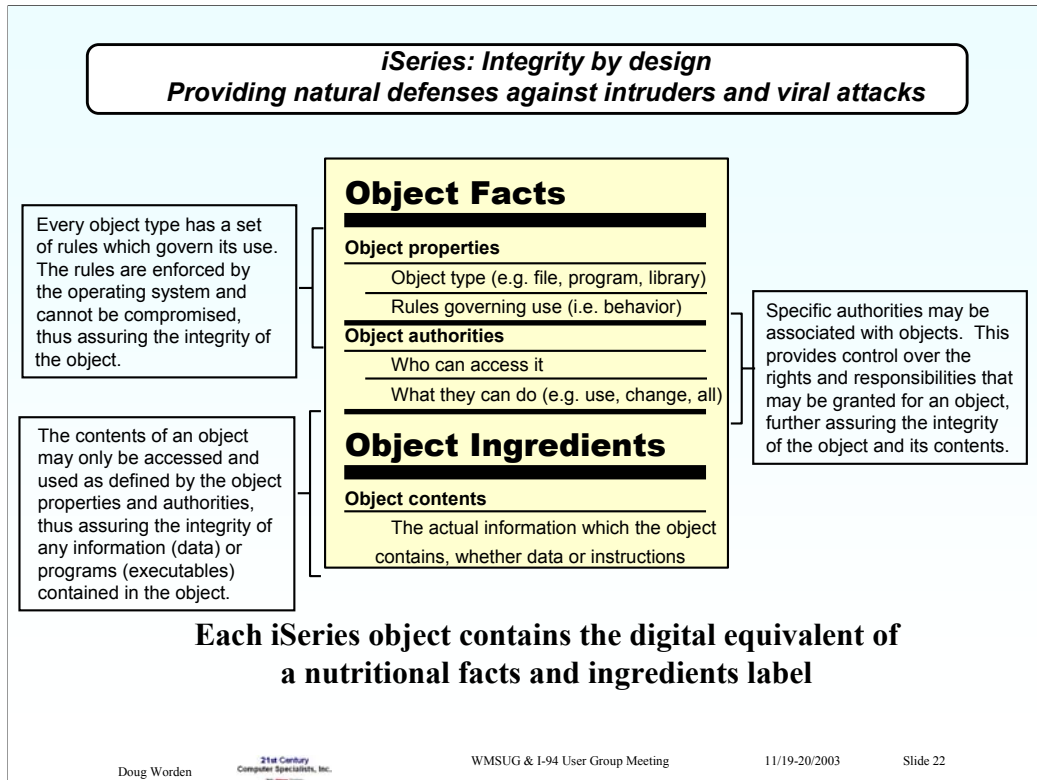 iSeries: Integrity by design
Providing natural defenses against intruders and viral attacks
Every object type has a set
of rules which govern its use.
The rules are enforced by
the operating system and
cannot be compromised,
thus assuring the integrity of
the object.
The contents of an object
may only be accessed and
used as defined by the object
properties and authorities,
thus assuring the integrity of
any information (data) or
programs (executables)
contained in the object.
Object Facts
Object properties
Object type (e.g. file, program, library)
Rules governing use (i.e. behavior)
Object authorities
Who can access it
What they can do (e.g. use, change, all)
Object Ingredients
Object contents
The actual information which the object
contains, whether data or instructions
Specific authorities may be
associated with objects. This
provides control over the
rights and responsibilities that
may be granted for an object,
further assuring the integrity
of the object and its contents.
Each iSeries object contains the digital equivalent of
a nutritional facts and ingredients label
Doug Worden
21st Century
Computer Specialists, Inc.
WMSUG & I-94 User Group Meeting
11/19-20/2003
Slide 22